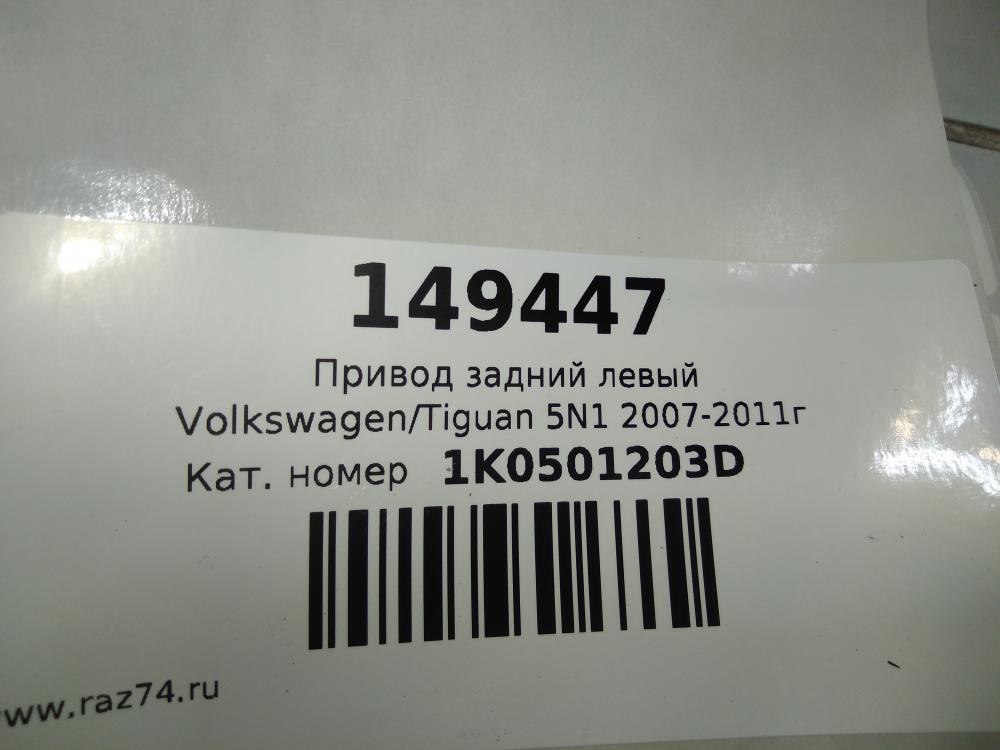 149447
Привод задний левый
Volkswagen/Tiguan 5N1 2007-2011г
Кат. номер 1K0501203D
www.raz74.ru